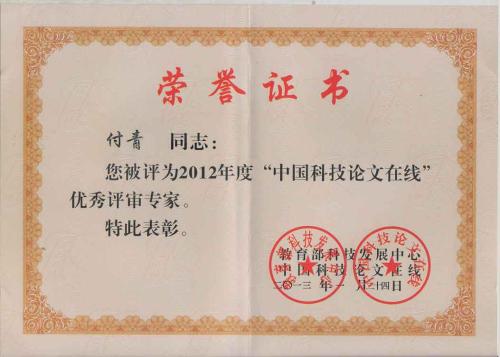 荣誉证书
付青 同志：
您被评为2012年度“中国科技论文在线”
优秀评审专家。
特此表彰。
教育部科技发展中心
中国科技论文在线
二〇一三年一月二十四日